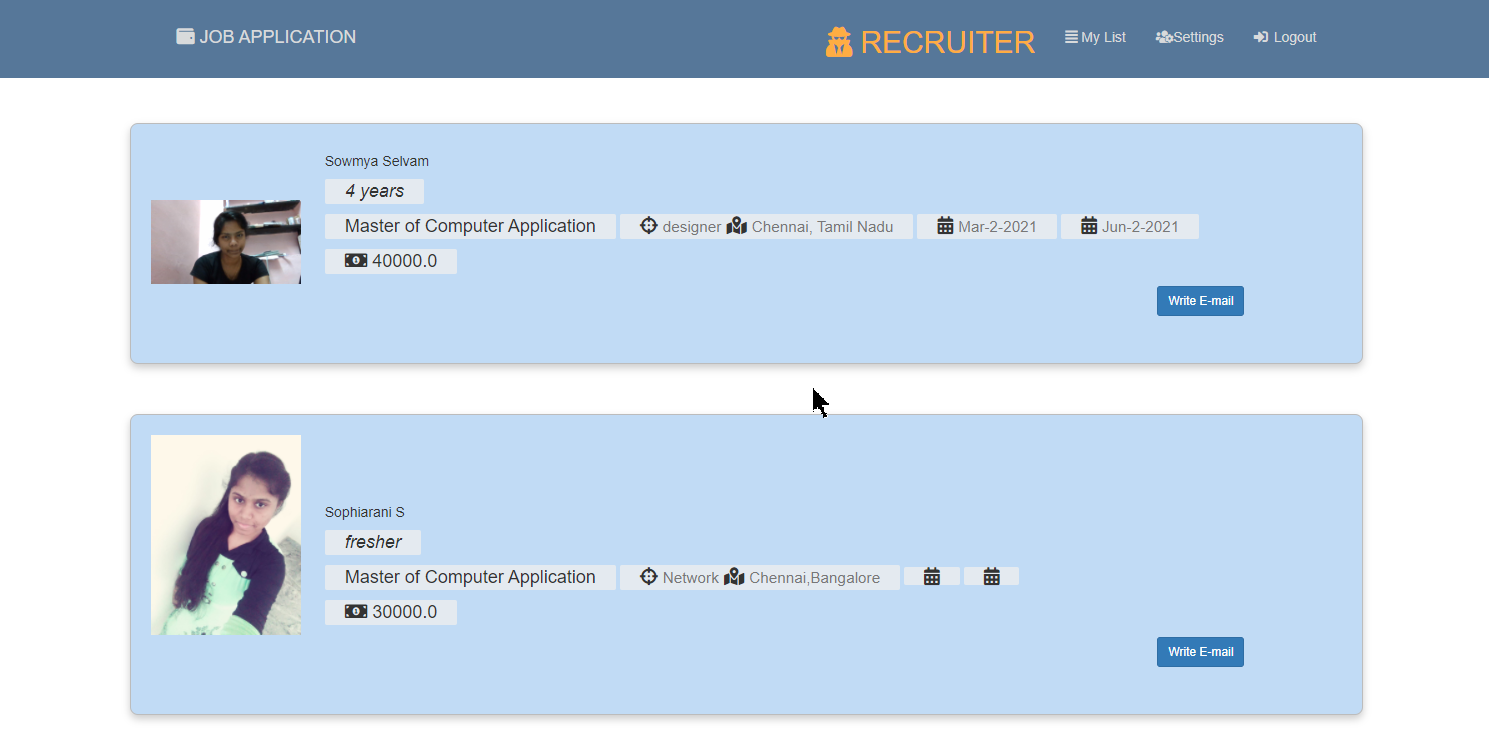 JOB APPLICATION RECRUITER My List Settings Logout
Sowmya Selvam
4 years
Master of Computer Application designer Chennai, Tamil Nadu Mar-2-2021 Jun-2-2021
40000.0
Write E-mail
Sophiarani S
fresher
Master of Computer Application Network Chennai,Bangalore
30000.0
Write E-mail